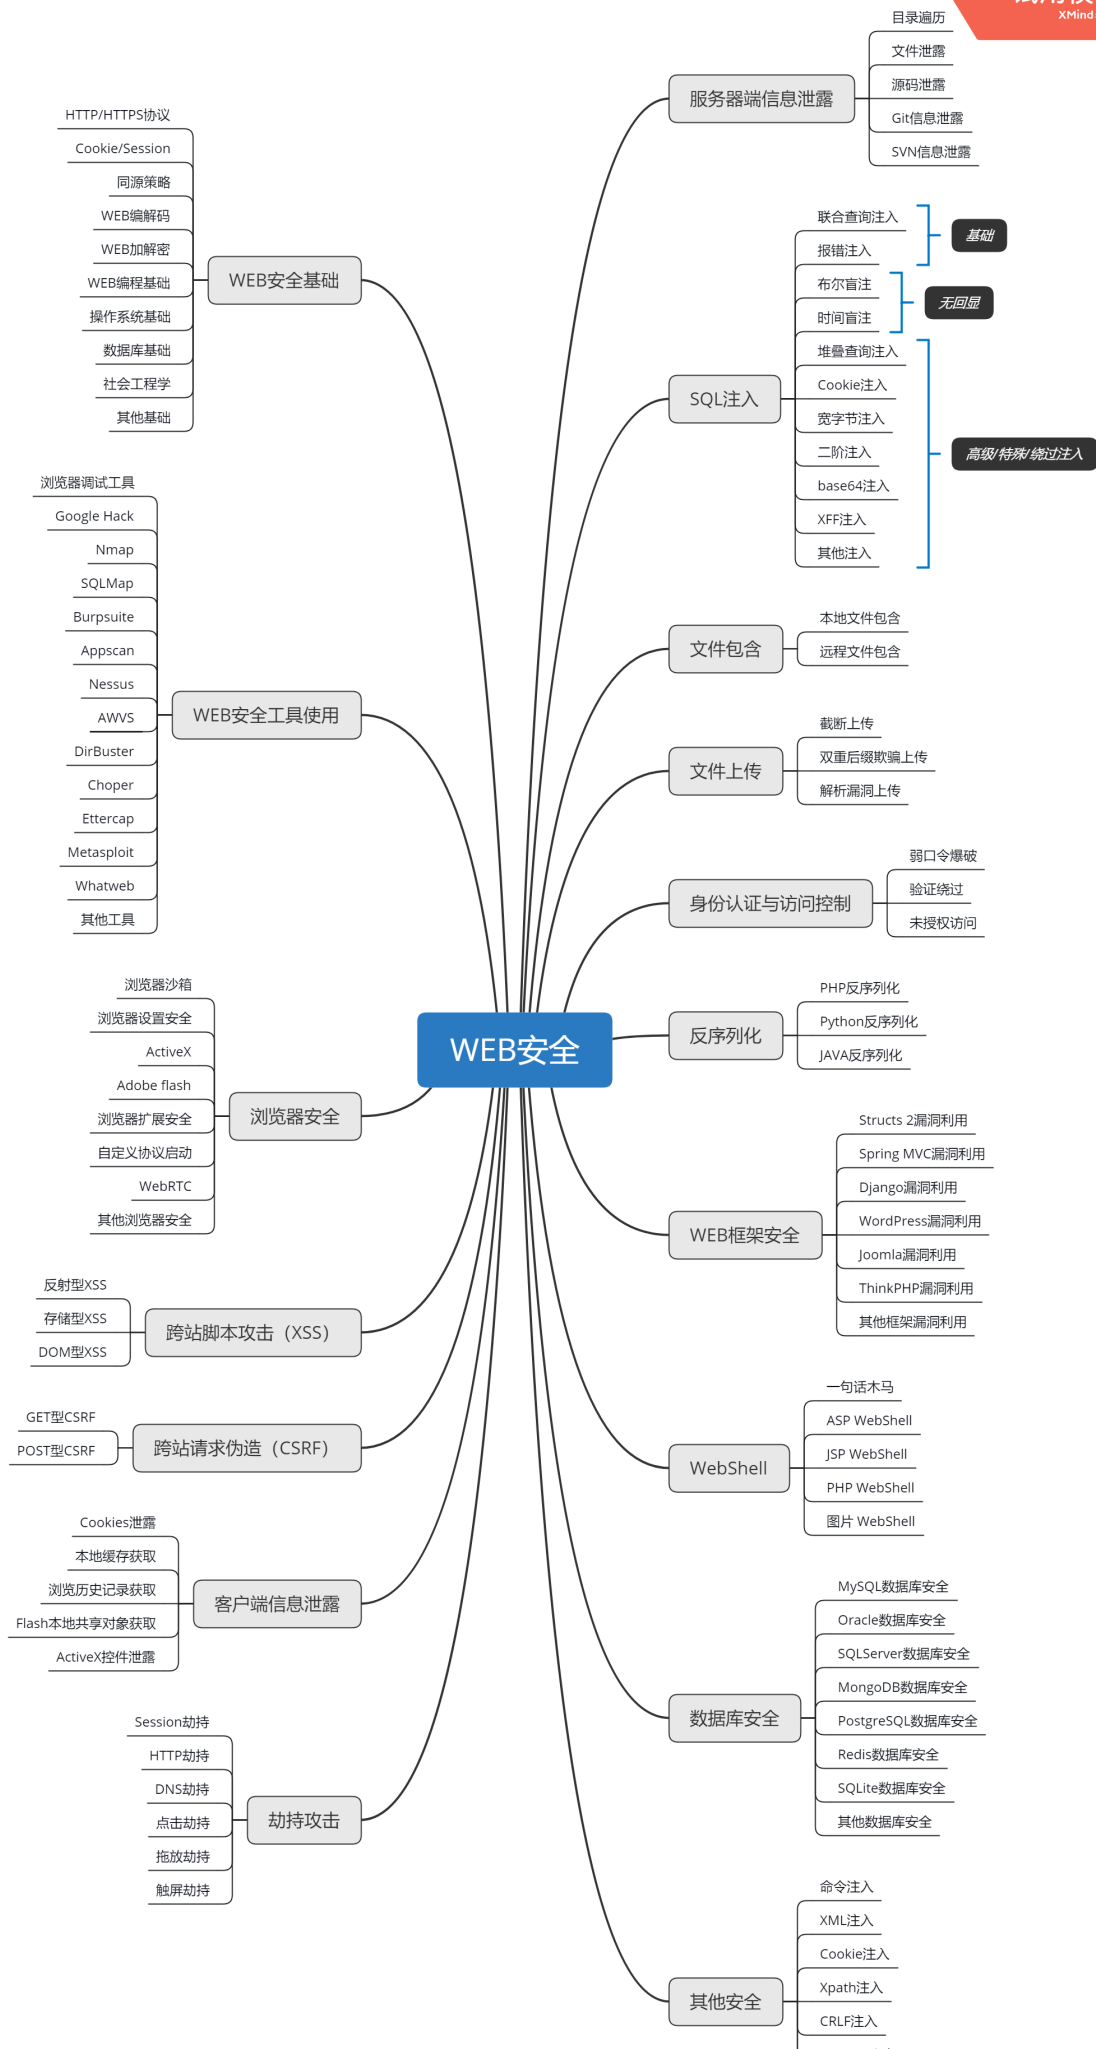 WEB安全
WEB安全基础
HTTP/HTTPS协议
Cookie/Session
同源策略
WEB编解码
WEB加解密
WEB编程基础
操作系统基础
数据库基础
社会工程学
其他基础
WEB安全工具使用
浏览器调试工具
Google Hack
Nmap
SQLMap
Burpsuite
Appscan
Nessus
AWVS
DirBuster
Choper
Ettercap
Metasploit
Whatweb
其他工具
浏览器安全
浏览器沙箱
浏览器设置安全
ActiveX
Adobe flash
浏览器扩展安全
自定义协议启动
WebRTC
其他浏览器安全
跨站脚本攻击（XSS）
反射型XSS
存储型XSS
DOM型XSS
跨站请求伪造（CSRF）
GET型CSRF
POST型CSRF
客户端信息泄露
Cookies泄露
本地缓存获取
浏览历史记录获取
Flash本地共享对象获取
ActiveX控件泄露
劫持攻击
Session劫持
HTTP劫持
DNS劫持
点击劫持
拖放劫持
触屏劫持
XMind
服务器端信息泄露
目录遍历
文件泄露
源码泄露
Git信息泄露
SVN信息泄露
SQL注入
联合查询注入
报错注入
基础
布尔盲注
时间盲注
无回显
堆叠查询注入
Cookie注入
宽字节注入
二阶注入
base64注入
XFF注入
其他注入
高级/特殊/绕过注入
文件包含
本地文件包含
远程文件包含
文件上传
截断上传
双重后缀欺骗上传
解析漏洞上传
身份认证与访问控制
弱口令爆破
验证绕过
未授权访问
反序列化
PHP反序列化
Python反序列化
JAVA反序列化
WEB框架安全
Structs 2漏洞利用
Spring MVC漏洞利用
Django漏洞利用
WordPress漏洞利用
Joomla漏洞利用
ThinkPHP漏洞利用
其他框架漏洞利用
WebShell
一句话木马
ASP WebShell
JSP WebShell
PHP WebShell
图片 WebShell
数据库安全
MySQL数据库安全
Oracle数据库安全
SQLServer数据库安全
MongoDB数据库安全
PostgreSQL数据库安全
Redis数据库安全
SQLite数据库安全
其他数据库安全
其他安全
命令注入
XML注入
Cookie注入
Xpath注入
CRLF注入